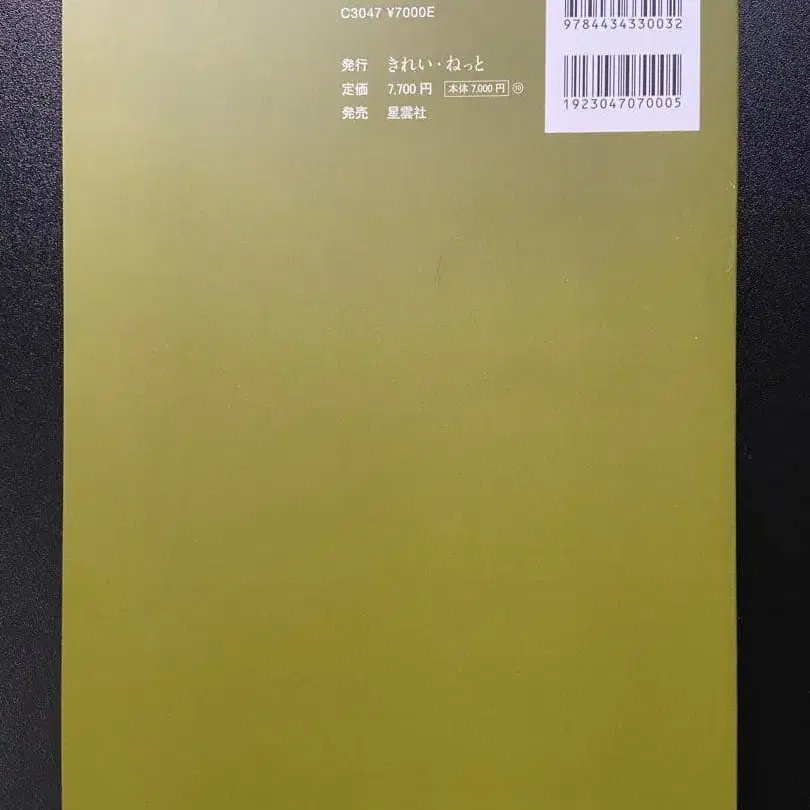 C3047 ¥7000E
発行 きれい・ねっと
定価 7,700円 本体 7,000円 ⑩
発売 星雲社
9784434330032
1923047070005